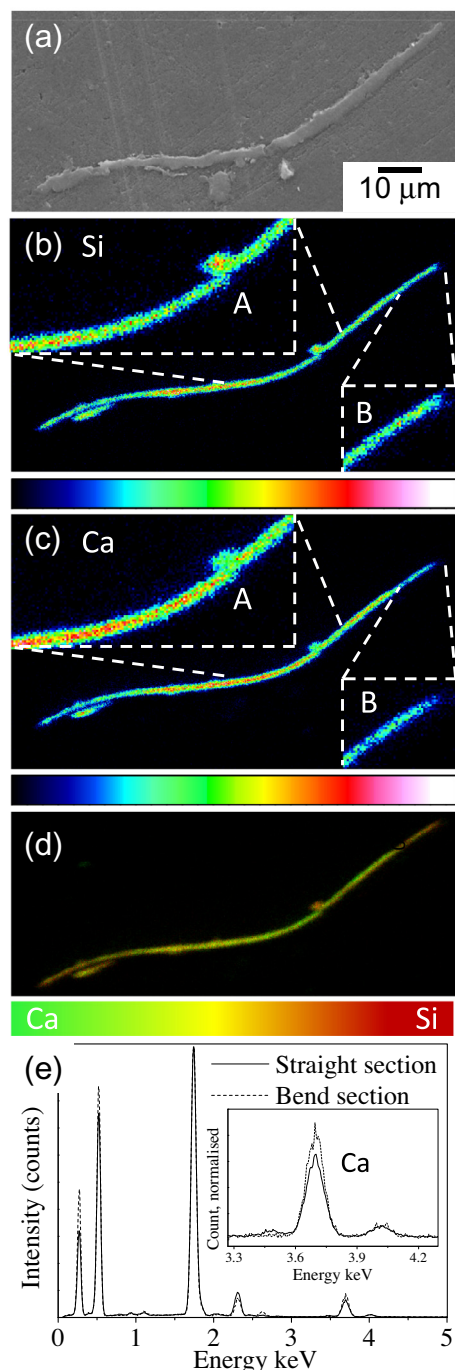 (a)
10 μm
(b) Si
A
B
(c) Ca
A
B
(d)
Ca Si
(e)
Straight section
Bend section
Ca
Count, normalised
3.3 3.6 3.9 4.2
Energy keV
Intensity (counts)
0 1 2 3 4 5
Energy keV